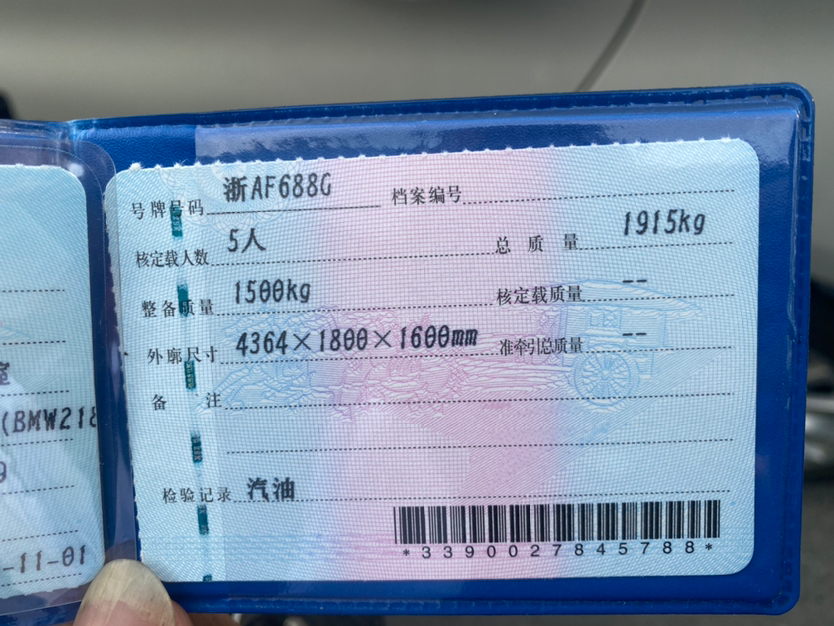 号牌号码 浙AF688G 档案编号
核定载人数 5人 总质量 1915kg
整备质量 1500kg 核定载质量 --
外廓尺寸 4364×1800×1600mm 准牵引总质量 --
备注
检验记录 汽油
*3390027845788*
(BMW218
9
-11-01